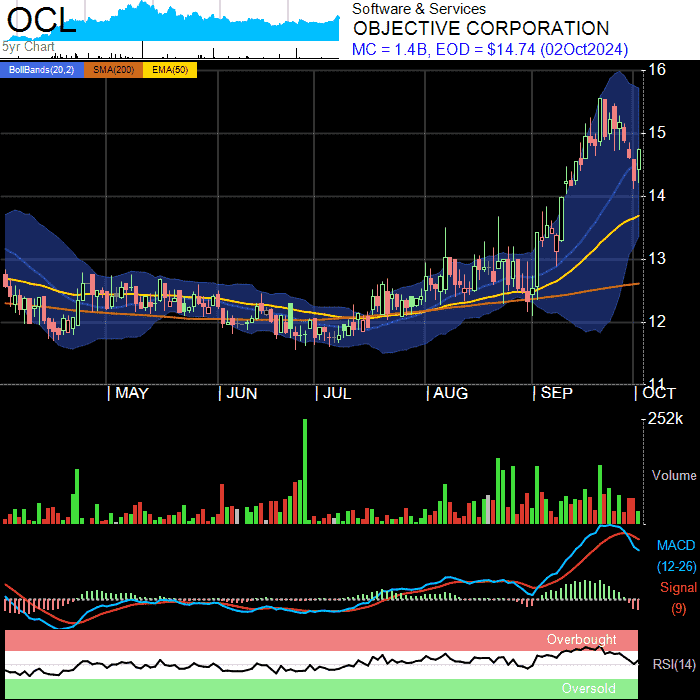 OCL
5yr Chart
Software & Services
OBJECTIVE CORPORATION
MC = 1.4B, EOD = $14.74 (02Oct2024)
BollBands(20,2) SMA(200) EMA(50)
16
15
14
13
12
11
MAY JUN JUL AUG SEP OCT
252k
Volume
MACD
(12-26)
Signal
(9)
Overbought
RSI(14)
Oversold